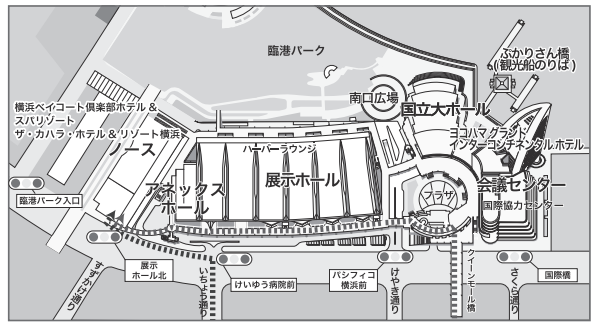 臨港パーク
ぷかりさん橋
(観光船のりば)
南口広場
国立大ホール
横浜ベイコート倶楽部ホテル &
スパリゾート
ザ・カハラ・ホテル & リゾート横浜
ノース
ヨコハマ グランド
インターコンチネンタル ホテル
ハーバーラウンジ
展示ホール
アネックス
ホール
会議センター
プラザ
国際協力センター
臨港パーク入口
展示
ホール北
けいゆう病院前
パシフィコ
横浜前
国際橋
すずかけ通り
いちょう通り
けやき通り
クイーンモール橋
さくら通り